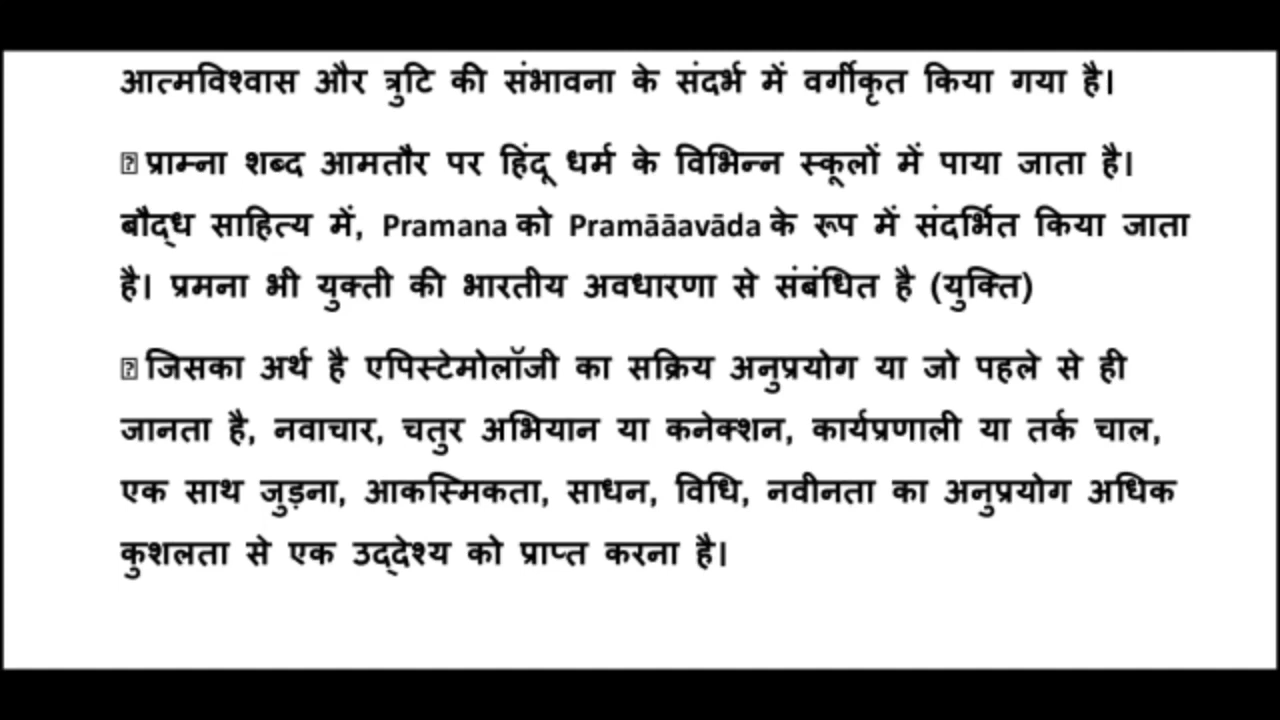 आत्मविश्वास और त्रुटि की संभावना के संदर्भ में वर्गीकृत किया गया है।
प्राम्ना शब्द आमतौर पर हिंदू धर्म के विभिन्न स्कूलों में पाया जाता है।
बौद्ध साहित्य में, Pramana को Pramāāavāda के रूप में संदर्भित किया जाता
है। प्रमना भी युक्ती की भारतीय अवधारणा से संबंधित है (युक्ति)
जिसका अर्थ है एपिस्टेमोलॉजी का सक्रिय अनुप्रयोग या जो पहले से ही
जानता है, नवाचार, चतुर अभियान या कनेक्शन, कार्यप्रणाली या तर्क चाल,
एक साथ जुड़ना, आकस्मिकता, साधन, विधि, नवीनता का अनुप्रयोग अधिक
कुशलता से एक उद्देश्य को प्राप्त करना है।